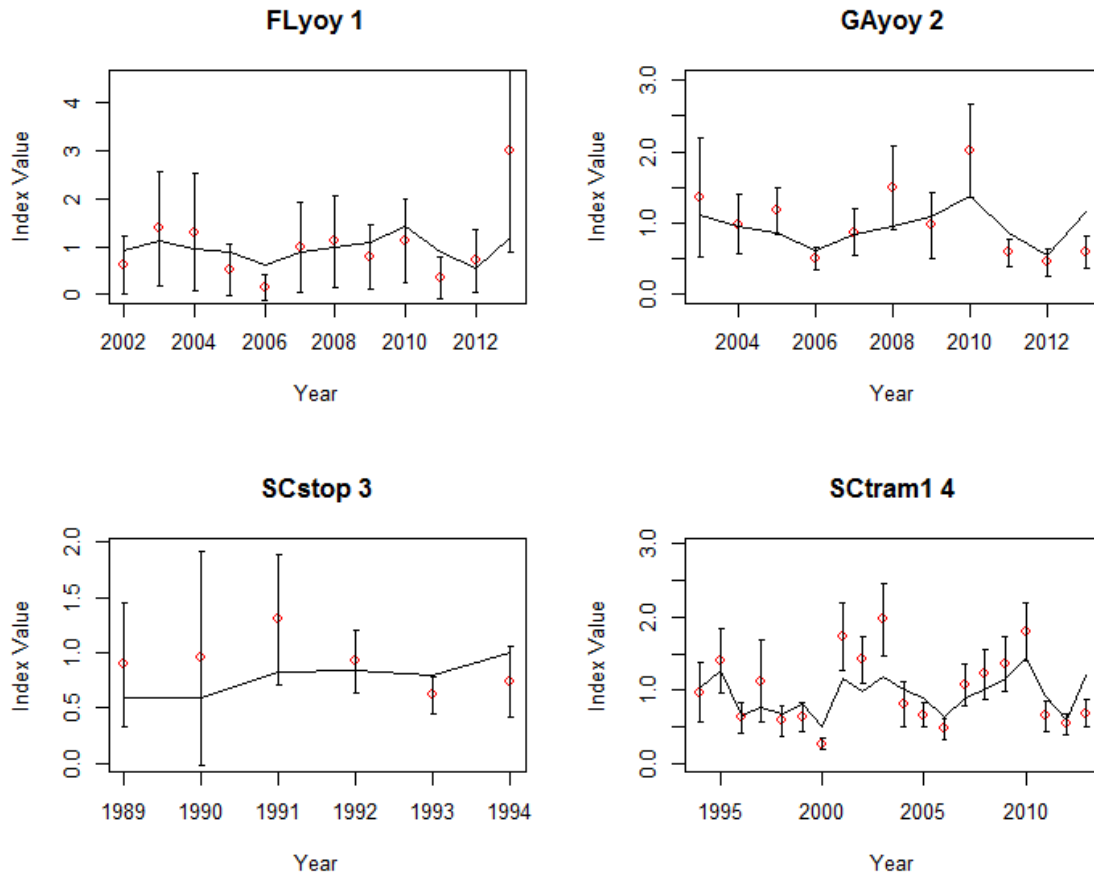 FLyoy 1
Index Value
4
3
2
1
0
2002 2004 2006 2008 2010 2012
Year
GAyoy 2
Index Value
3.0
2.0
1.0
0.0
2004 2006 2008 2010 2012
Year
SCstop 3
Index Value
2.0
1.5
1.0
0.5
0.0
1989 1990 1991 1992 1993 1994
Year
SCtram1 4
Index Value
3.0
2.0
1.0
0.0
1995 2000 2005 2010
Year